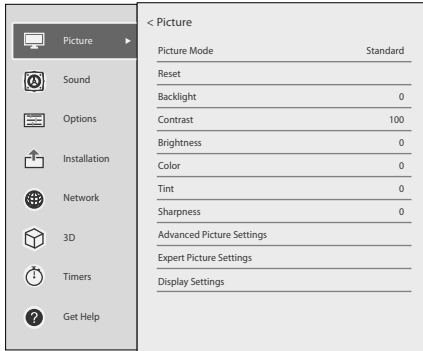 Picture
Sound
Options
Installation
Network
3D
Timers
Get Help
< Picture
Picture Mode Standard
Reset
Backlight 0
Contrast 100
Brightness 0
Color 0
Tint 0
Sharpness 0
Advanced Picture Settings
Expert Picture Settings
Display Settings